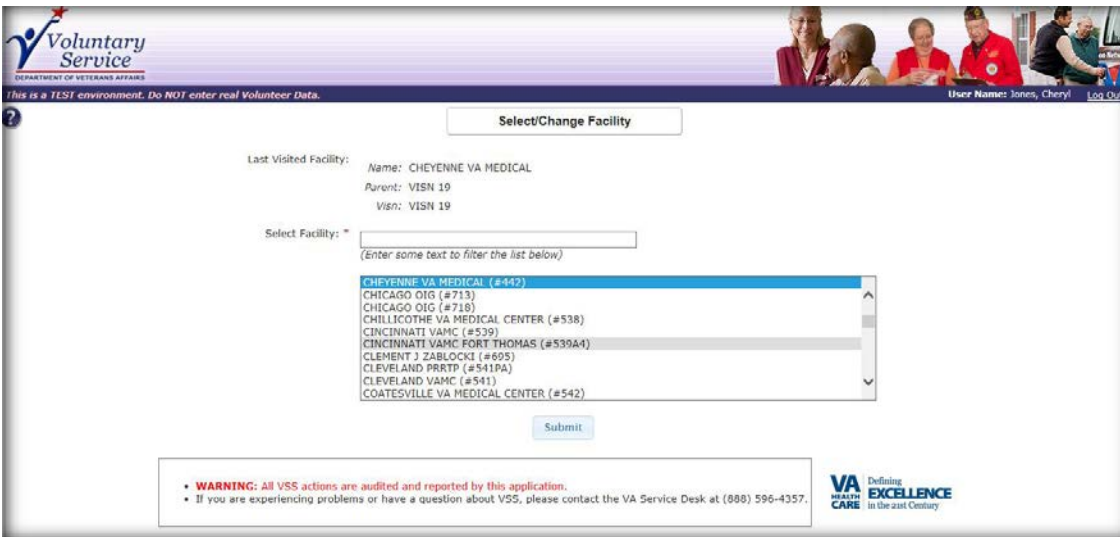 Voluntary
Service
DEPARTMENT OF VETERANS AFFAIRS
This is a TEST environment. Do NOT enter real Volunteer Data.
User Name: Jones, Cheryl Log Out
?
Select/Change Facility
Last Visited Facility:
Name: CHEYENNE VA MEDICAL
Parent: VISN 19
Visn: VISN 19
Select Facility: *
(Enter some text to filter the list below)
CHEYENNE VA MEDICAL (#442)
CHICAGO OIG (#713)
CHICAGO OIG (#718)
CHILLICOTHE VA MEDICAL CENTER (#538)
CINCINNATI VAMC (#539)
CINCINNATI VAMC FORT THOMAS (#539A4)
CLEMENT J ZABLOCKI (#695)
CLEVELAND PRRTP (#541PA)
CLEVELAND VAMC (#541)
COATESVILLE VA MEDICAL CENTER (#542)
Submit
• WARNING: All VSS actions are audited and reported by this application.
• If you are experiencing problems or have a question about VSS, please contact the VA Service Desk at (888) 596-4357.
VA
HEALTH
CARE
Defining
EXCELLENCE
in the 21st Century